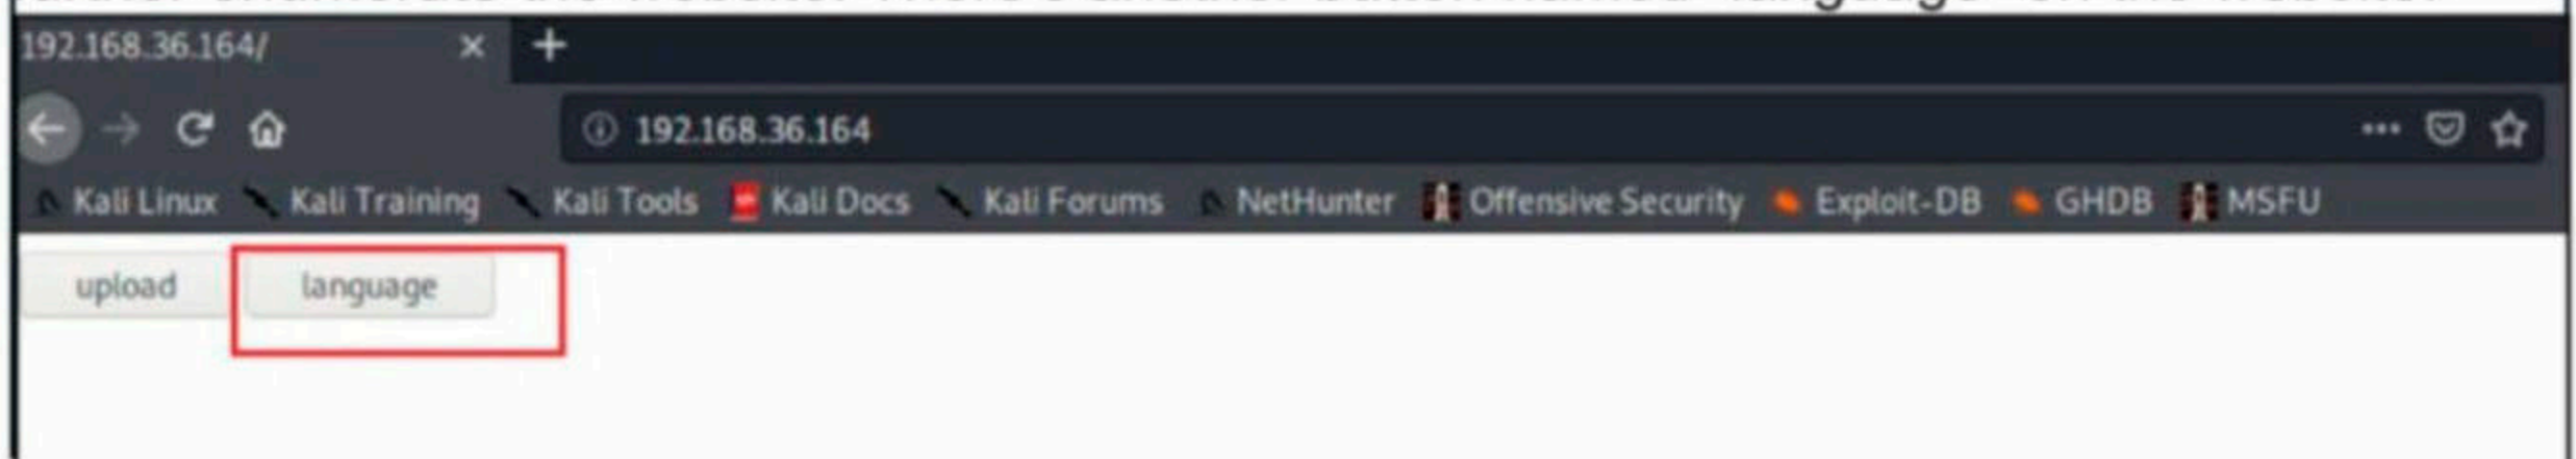 192.168.36.164/
192.168.36.164
Kali Linux Kali Training Kali Tools Kali Docs Kali Forums NetHunter Offensive Security Exploit-DB GHDB MSFU
upload language